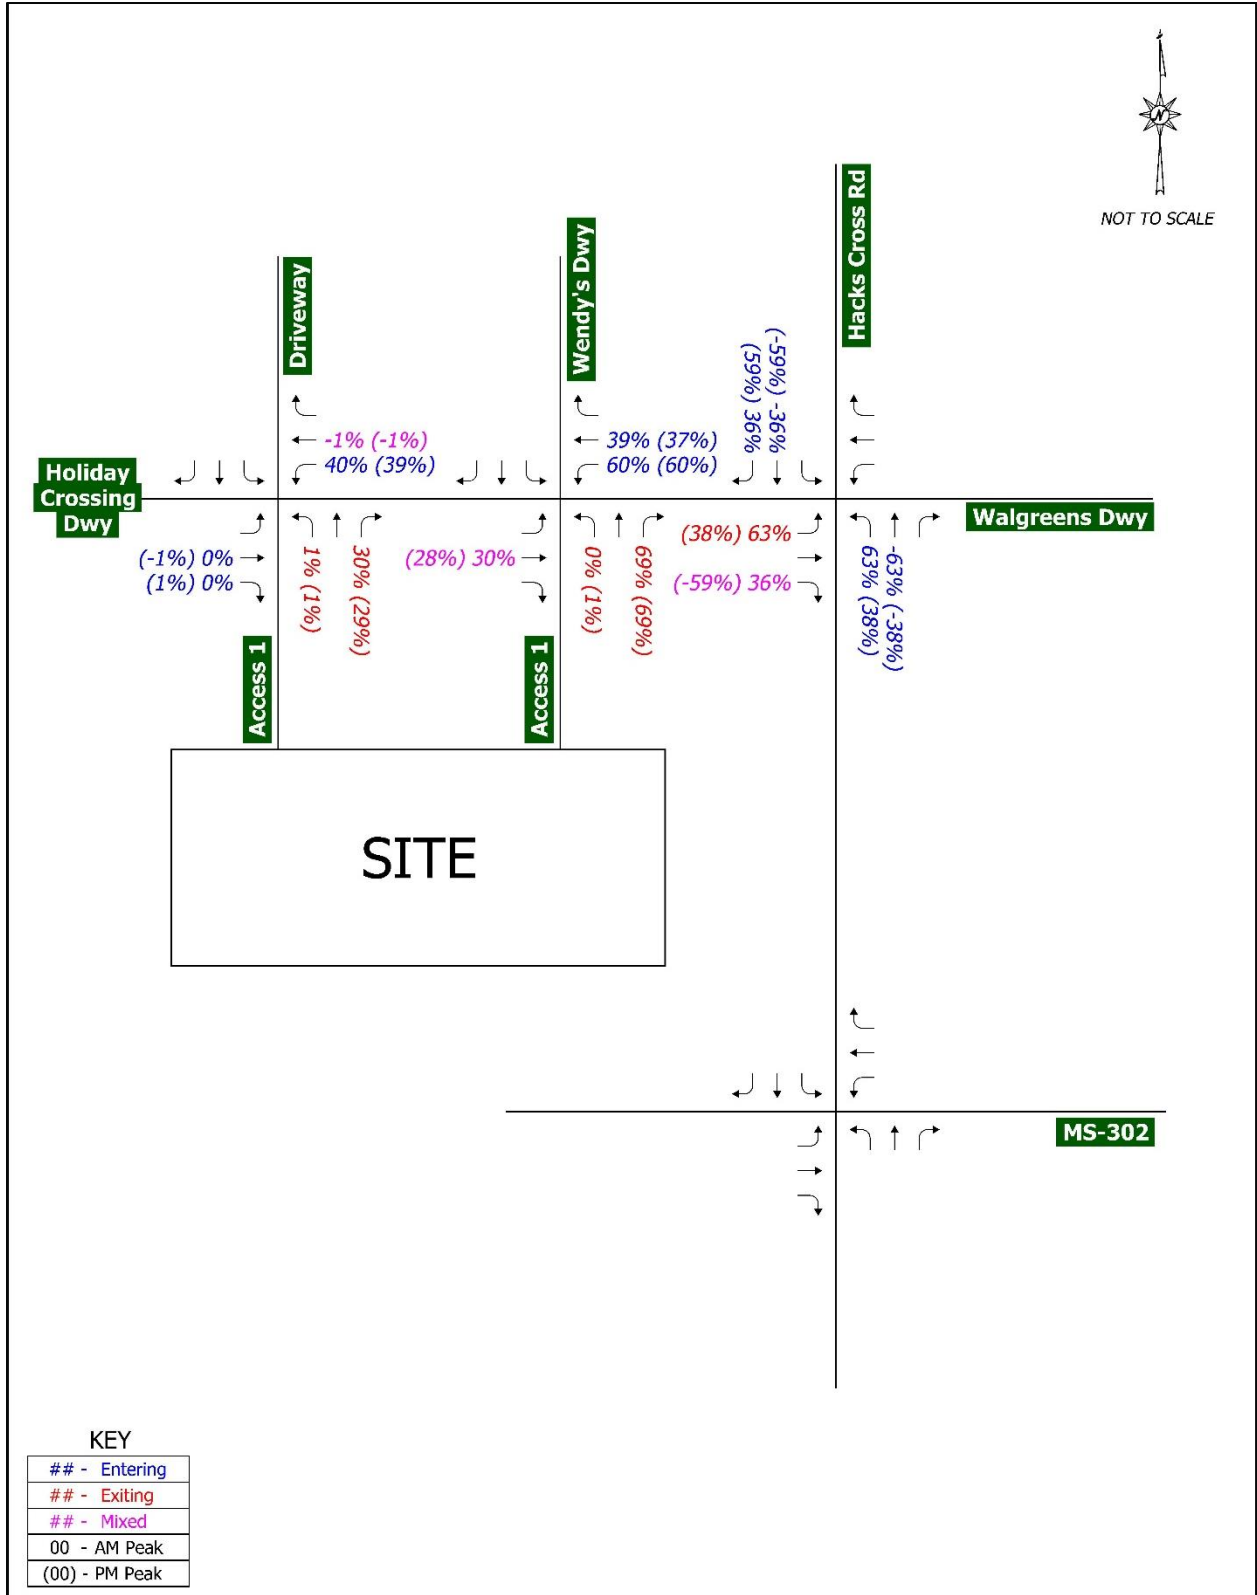 N
NOT TO SCALE
Hacks Cross Rd
Driveway
Wendy's Dwy
(-59%) -36%
(59%) 36%
-1% (-1%)
40% (39%)
39% (37%)
60% (60%)
Holiday
Crossing
Dwy
Walgreens Dwy
(-1%) 0%
(1%) 0%
1% (1%)
30% (29%)
(28%) 30%
0% (1%)
69% (69%)
(38%) 63%
(-59%) 36%
63% (38%)
-63% (-38%)
Access 1
Access 1
SITE
MS-302
KEY
## - Entering
## - Exiting
## - Mixed
00 - AM Peak
(00) - PM Peak